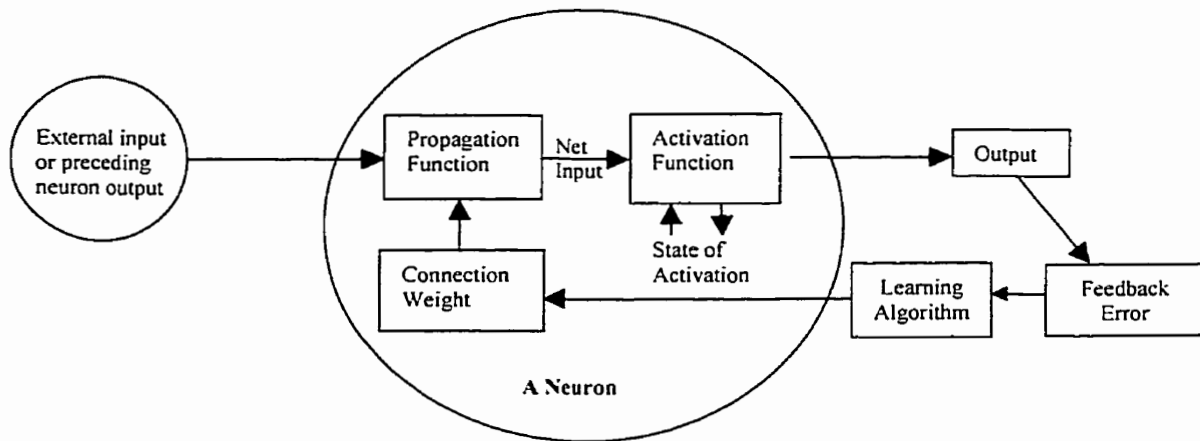 External input
or preceding
neuron output
Propagation
Function
Net
Input
Activation
Function
Output
State of
Activation
Connection
Weight
Learning
Algorithm
Feedback
Error
A Neuron